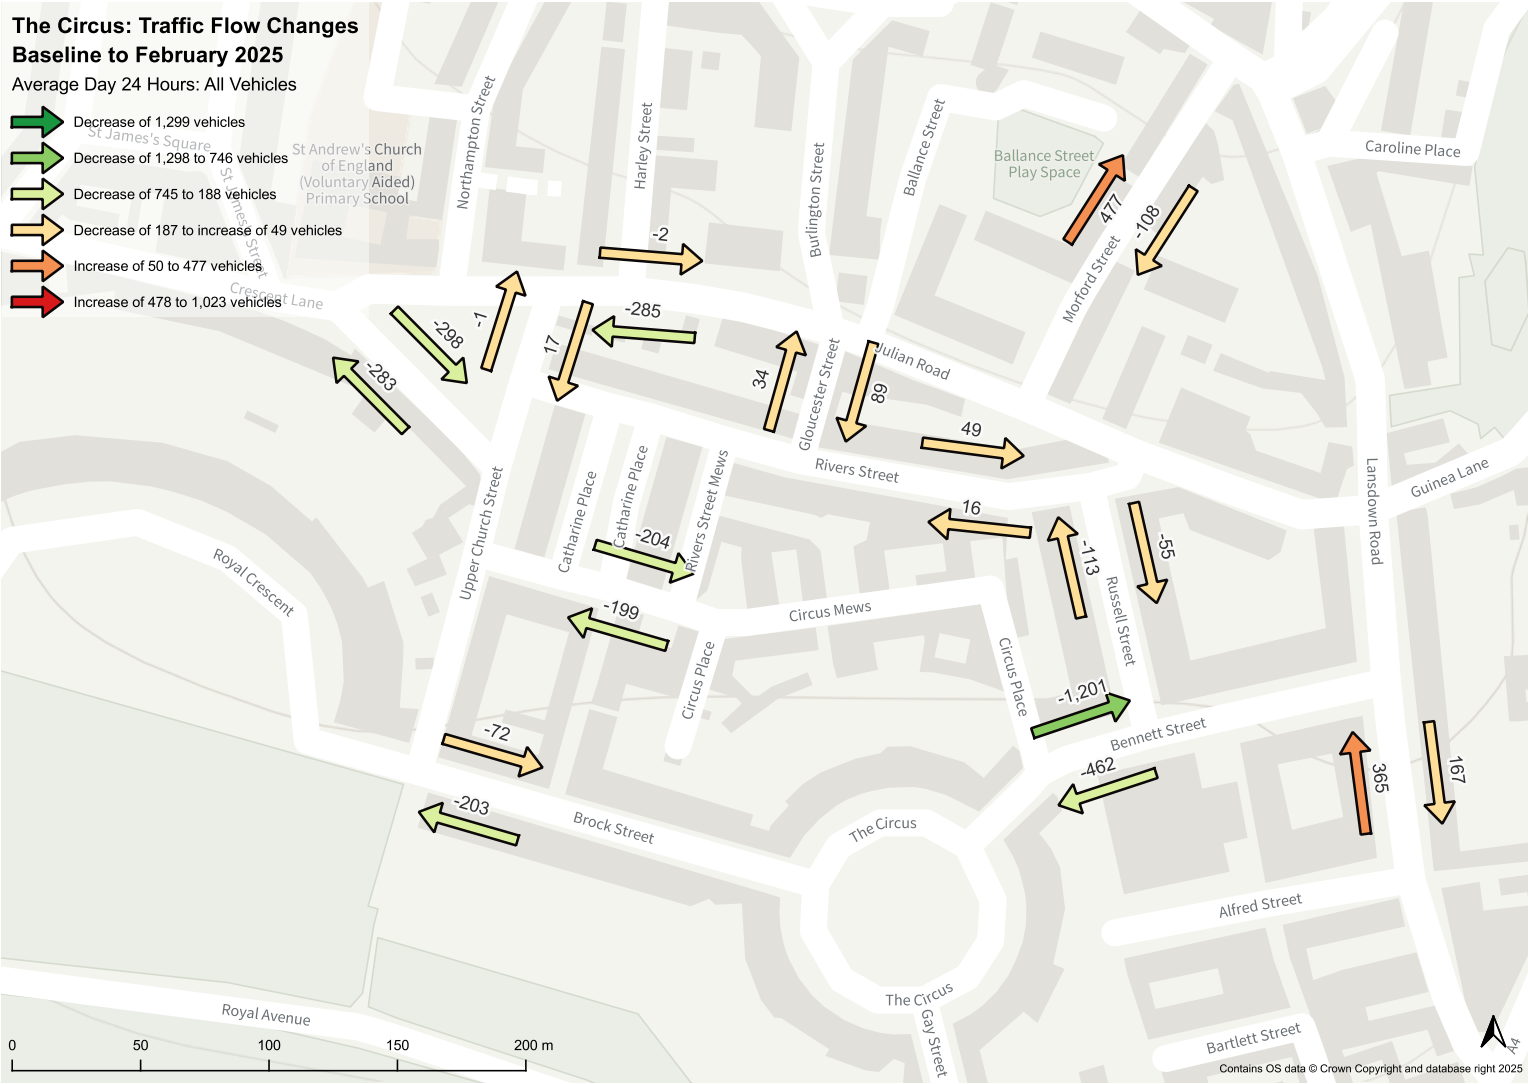 The Circus: Traffic Flow Changes
Baseline to February 2025
Average Day 24 Hours: All Vehicles
Decrease of 1,299 vehicles
Decrease of 1,298 to 746 vehicles
Decrease of 745 to 188 vehicles
Decrease of 187 to increase of 49 vehicles
Increase of 50 to 477 vehicles
Increase of 478 to 1,023 vehicles
St James's Square
St James's Street
St Andrew's Church
of England
(Voluntary Aided)
Primary School
Crescent Lane
Northampton Street
Harley Street
Burlington Street
Ballance Street
Ballance Street
Play Space
Caroline Place
Morford Street
477
-108
-2
-285
-298
-1
17
-283
34
89
Gloucester Street
Julian Road
49
Rivers Street
16
Lansdown Road
Guinea Lane
Upper Church Street
Catharine Place
Catharine Place
Rivers Street Mews
-204
-199
Royal Crescent
Circus Mews
Circus Place
Circus Place
-113
-55
Russell Street
-1,201
Bennett Street
-462
365
167
-72
-203
Brock Street
The Circus
The Circus
Gay Street
Alfred Street
Bartlett Street
Royal Avenue
A4
0 50 100 150 200 m
Contains OS data © Crown Copyright and database right 2025